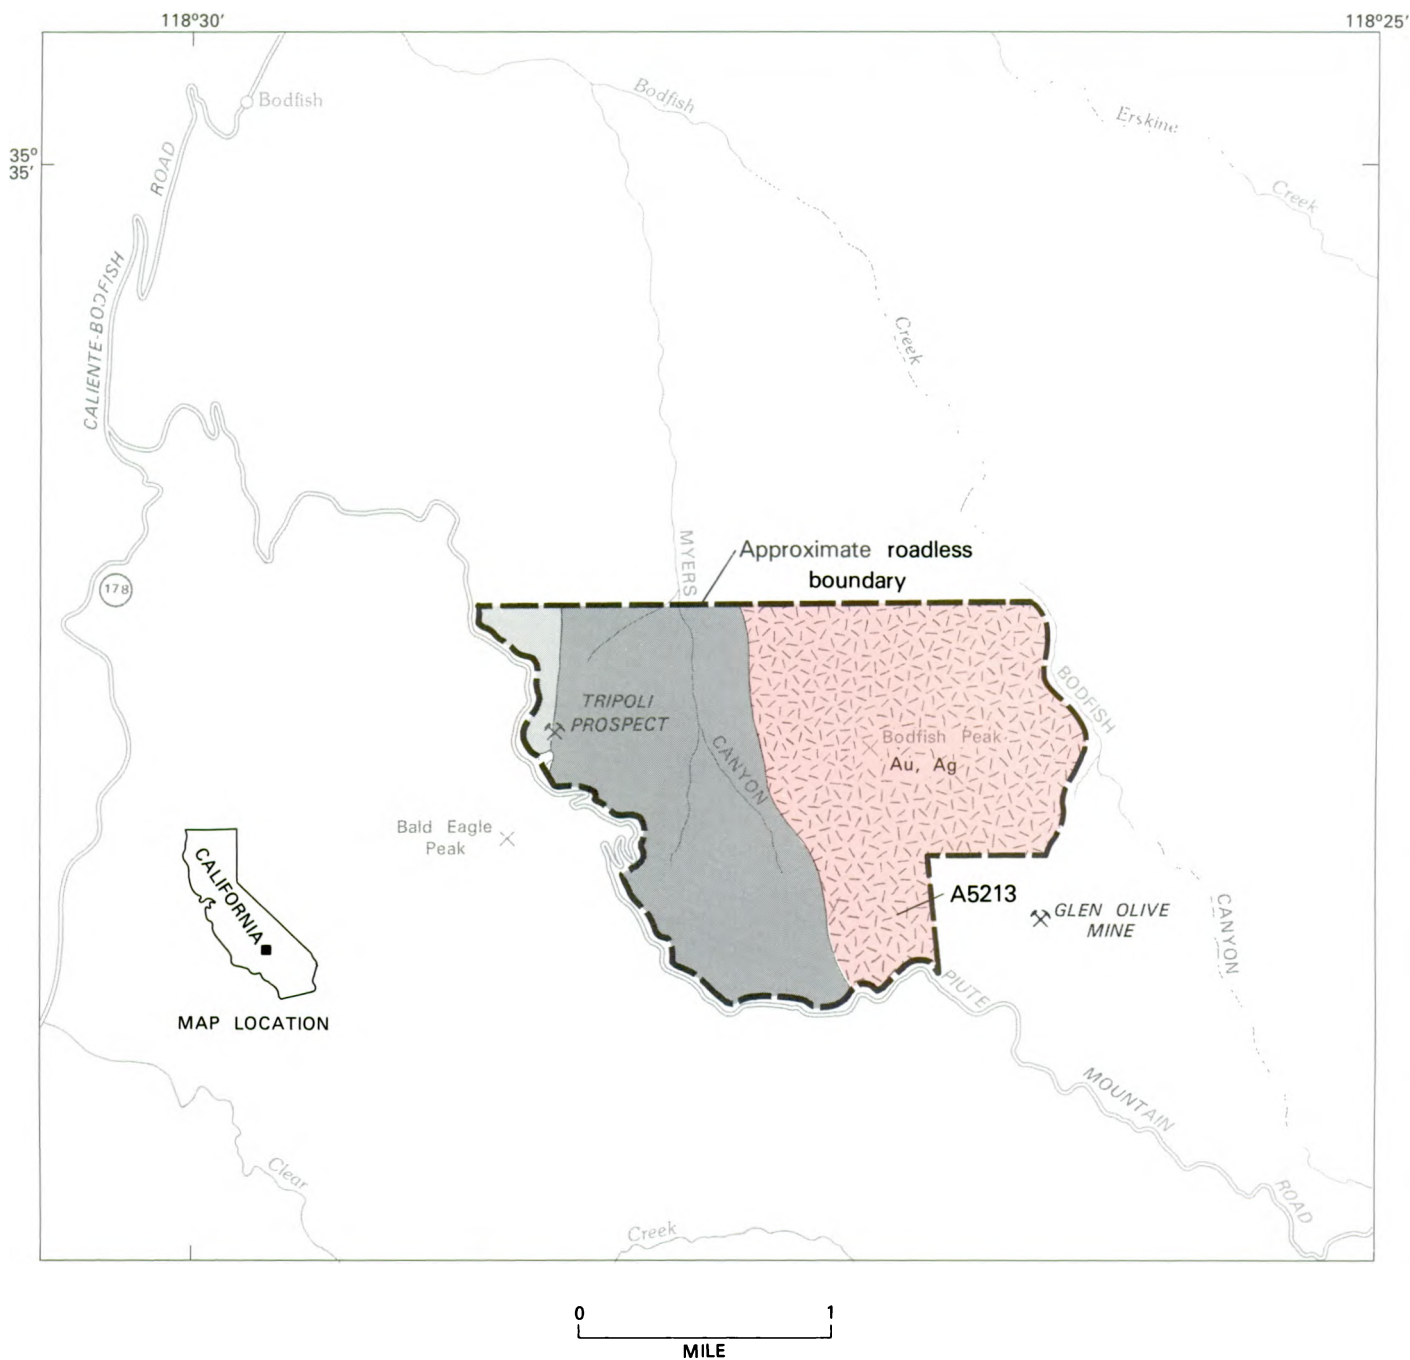 118°30'
118°25'
Bodfish
Bodfish
Erskine
35°
35'
ROAD
Creek
CALIENTE-BODFISH
Creek
MYERS
Approximate roadless
boundary
178
BODFISH
TRIPOLI
PROSPECT
Bodfish Peak
Au, Ag
CANYON
Bald Eagle
Peak
CALIFORNIA
A5213
GLEN OLIVE
MINE
CANYON
PIUTE
MAP LOCATION
MOUNTAIN
Clear
ROAD
Creek
0 1
MILE